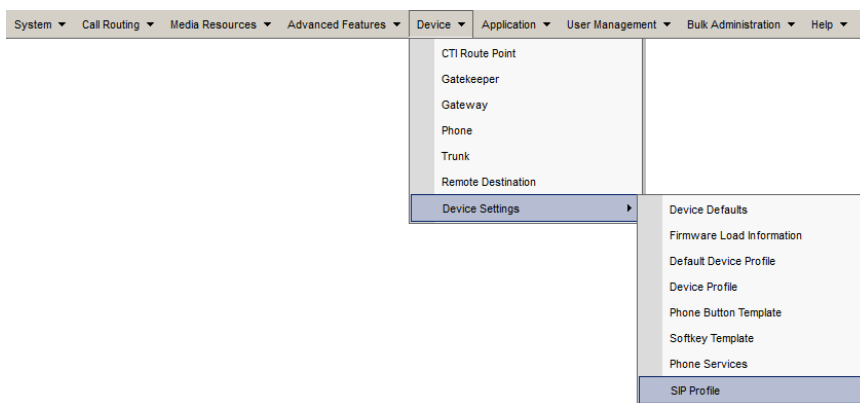 System Call Routing Media Resources Advanced Features Device Application User Management Bulk Administration Help
CTI Route Point
Gatekeeper
Gateway
Phone
Trunk
Remote Destination
Device Settings
Device Defaults
Firmware Load Information
Default Device Profile
Device Profile
Phone Button Template
Softkey Template
Phone Services
SIP Profile